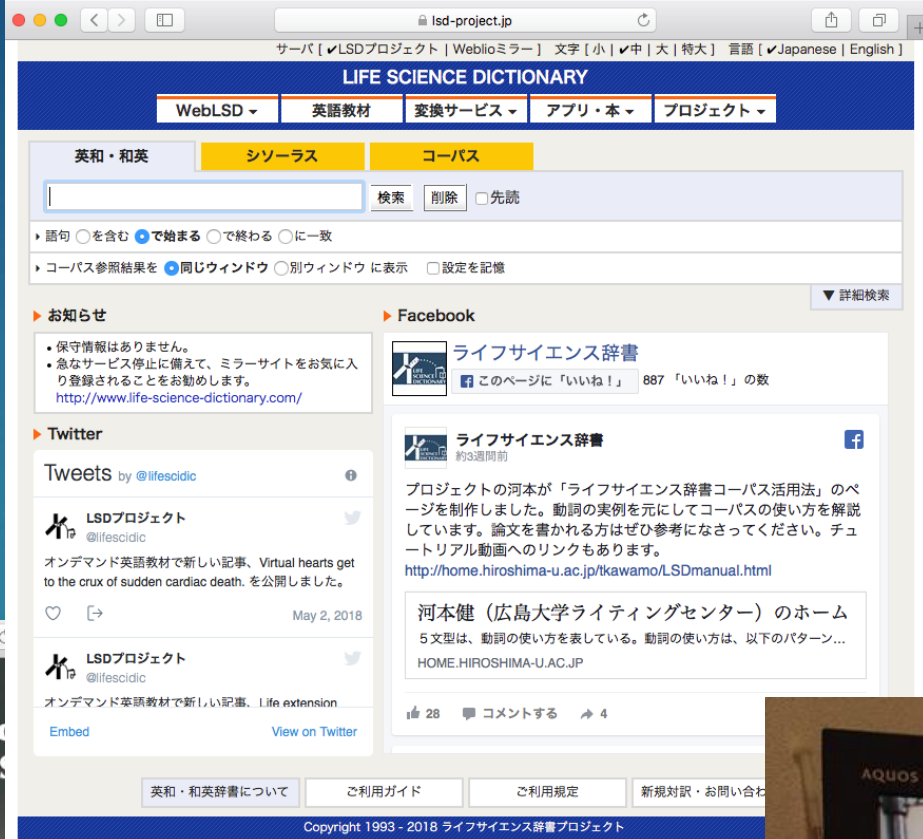 lsd-project.jp
サーバ [ ✔LSDプロジェクト | Weblioミラー ] 文字 [ 小 | ✔中 | 大 | 特大 ] 言語 [ ✔Japanese | English ]
LIFE SCIENCE DICTIONARY
WebLSD 英語教材 変換サービス アプリ・本 プロジェクト
英和・和英 シソーラス コーパス
検索 削除 先読
語句 を含む で始まる で終わる に一致
コーパス参照結果を 同じウィンドウ 別ウィンドウ に表示 設定を記憶
▼ 詳細検索
お知らせ
・保守情報はありません。
・急なサービス停止に備えて、ミラーサイトをお気に入
り登録されることをお勧めします。
http://www.life-science-dictionary.com/
Twitter
Tweets by @lifescidic
LSDプロジェクト
@lifescidic
オンデマンド英語教材で新しい記事、Virtual hearts get
to the crux of sudden cardiac death. を公開しました。
May 2, 2018
LSDプロジェクト
@lifescidic
オンデマンド英語教材で新しい記事、Life extension
Embed View on Twitter
Facebook
LIFE SCIENCE DICTIONARY
ライフサイエンス辞書
このページに「いいね！」 887 「いいね！」の数
ライフサイエンス辞書
約3週間前
プロジェクトの河本が「ライフサイエンス辞書コーパス活用法」のペ
ージを制作しました。動詞の実例を元にしてコーパスの使い方を解説
しています。論文を書かれる方はぜひ参考になさってください。チュ
ートリアル動画へのリンクもあります。
http://home.hiroshima-u.ac.jp/tkawamo/LSDmanual.html
河本健（広島大学ライティングセンター）のホーム
５文型は、動詞の使い方を表している。動詞の使い方は、以下のパターン...
HOME.HIROSHIMA-U.AC.JP
28 コメントする 4
英和・和英辞書について ご利用ガイド ご利用規定 新規対訳・お問い合わ
Copyright 1993 - 2018 ライフサイエンス辞書プロジェクト
AQUOS